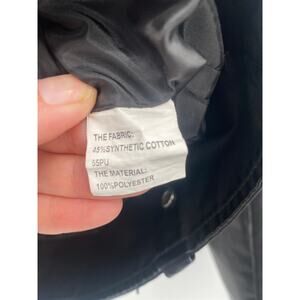 THE FABRIC:
45%SYNTHETIC COTTON
55PU
THE MATERIAL:
100%POLYESTER